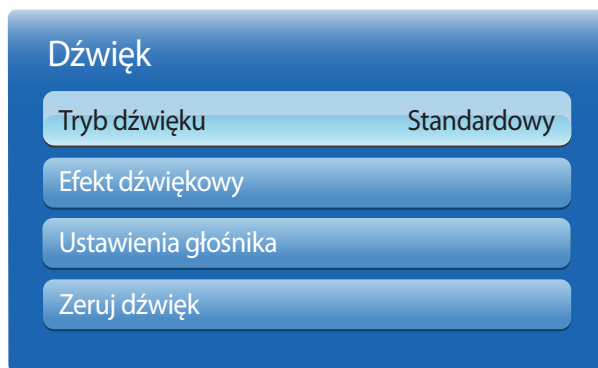 Dźwięk
Tryb dźwięku Standardowy
Efekt dźwiękowy
Ustawienia głośnika
Zeruj dźwięk